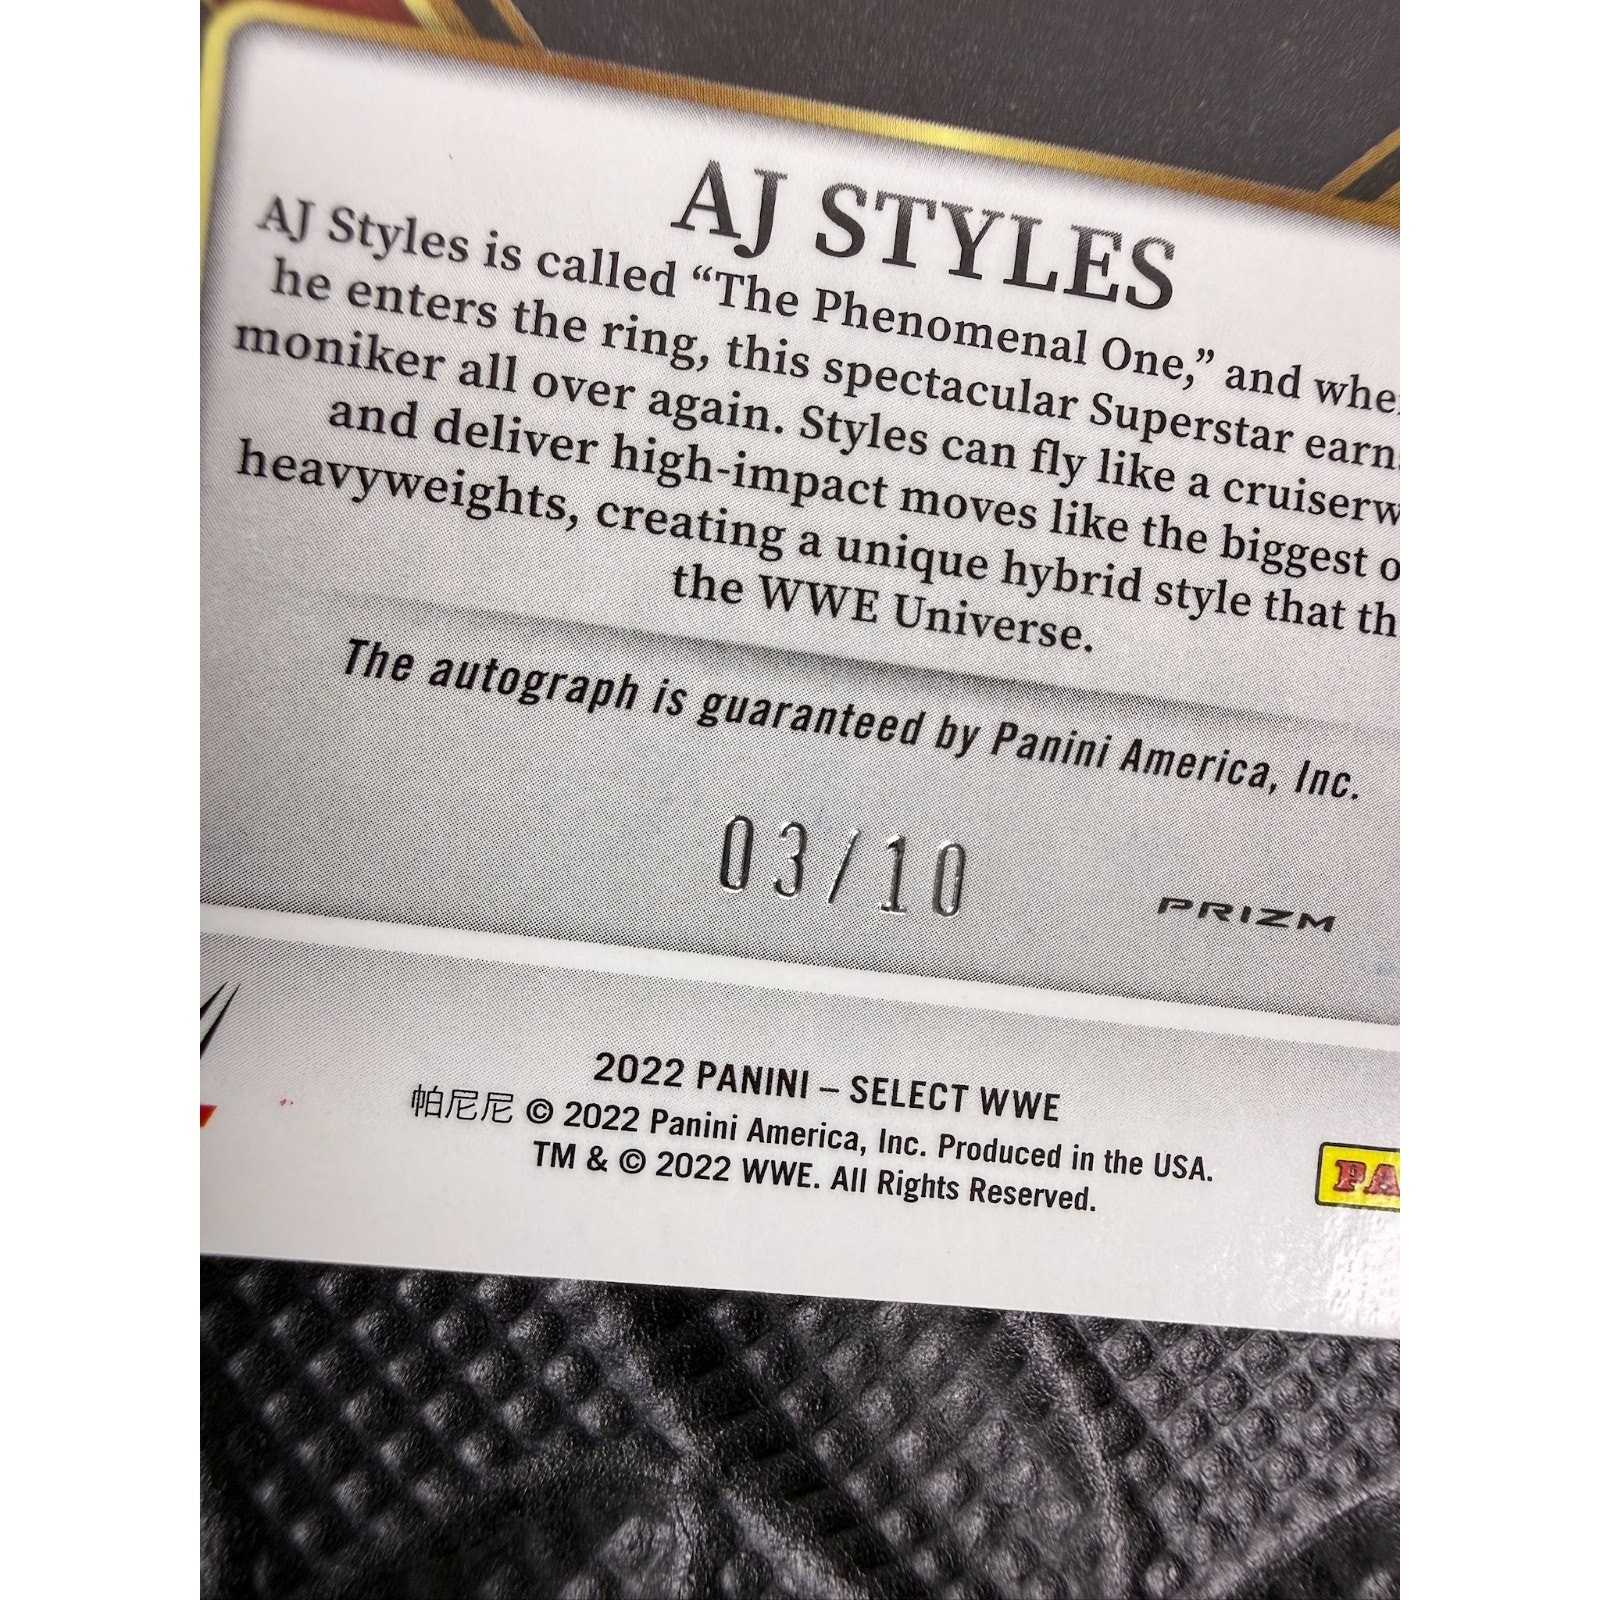 AJ STYLES
AJ Styles is called “The Phenomenal One,” and whe
he enters the ring, this spectacular Superstar earns
moniker all over again. Styles can fly like a cruiserw
and deliver high-impact moves like the biggest o
heavyweights, creating a unique hybrid style that th
the WWE Universe.
The autograph is guaranteed by Panini America, Inc.
03/10
PRIZM
2022 PANINI – SELECT WWE
帕尼尼 © 2022 Panini America, Inc. Produced in the USA.
TM & © 2022 WWE. All Rights Reserved.
PA